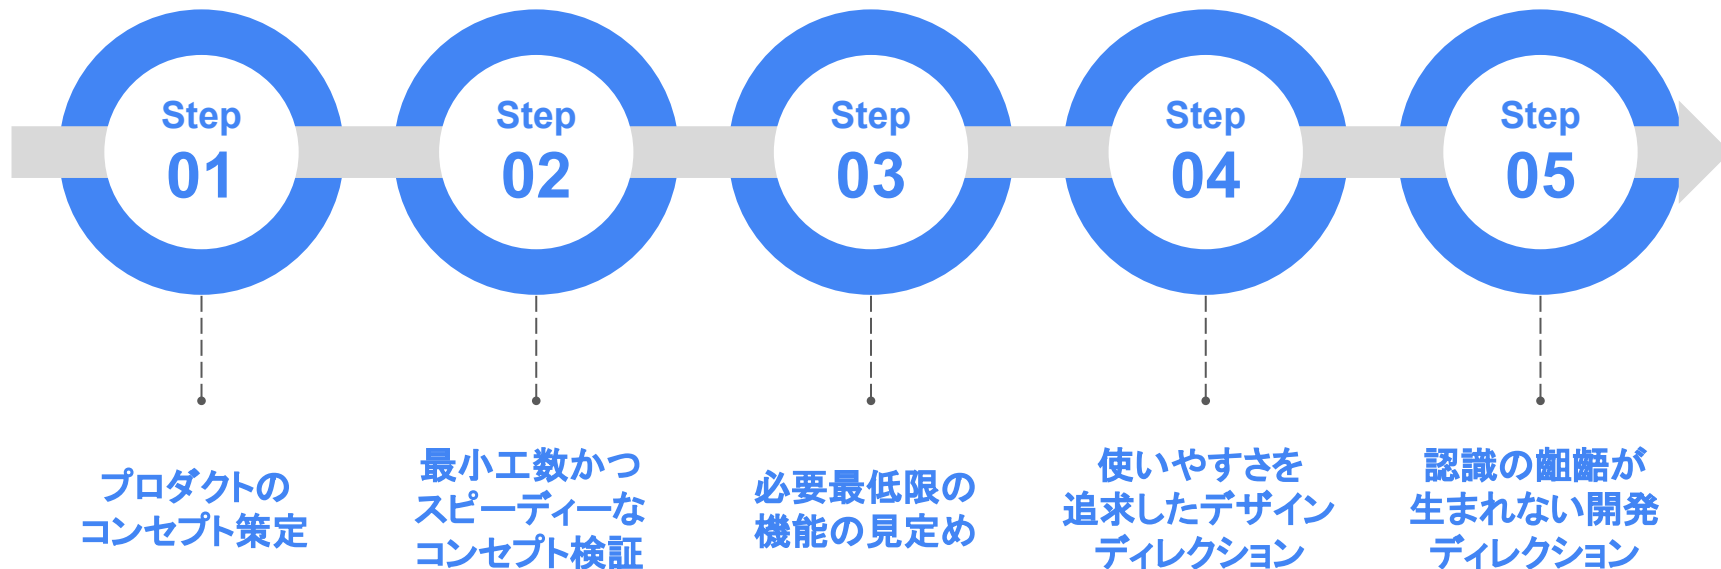 Step
01
Step
02
Step
03
Step
04
Step
05
プロダクトの
コンセプト策定
最小工数かつ
スピーディーな
コンセプト検証
必要最低限の
機能の見定め
使いやすさを
追求したデザイン
ディレクション
認識の齟齬が
生まれない開発
ディレクション